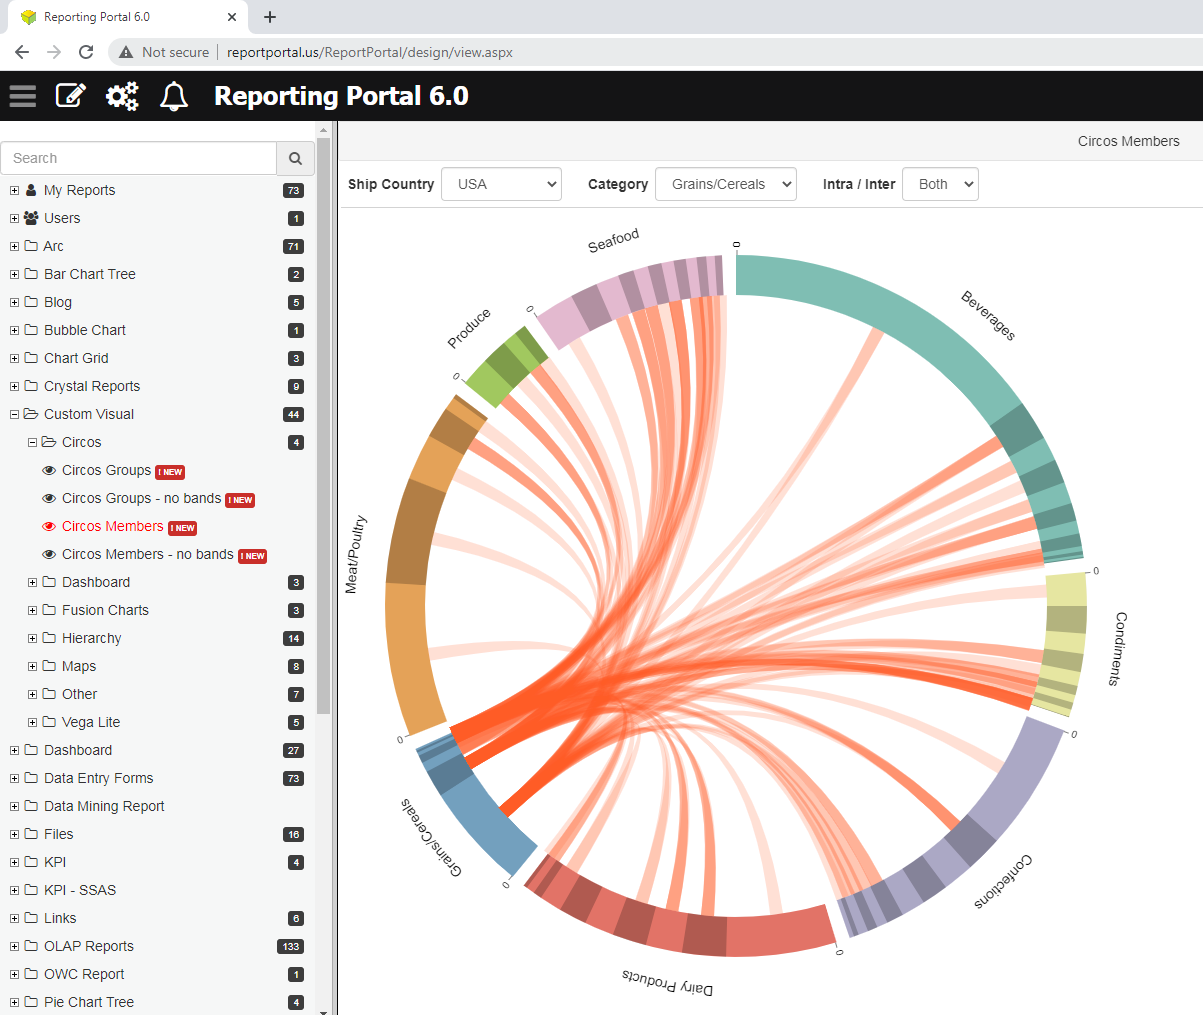 Reporting Portal 6.0
Not secure
reportportal.us/ReportPortal/design/view.aspx
Reporting Portal 6.0
Search
My Reports 73
Users 1
Arc 71
Bar Chart Tree 2
Blog 5
Bubble Chart 1
Chart Grid 3
Crystal Reports 9
Custom Visual 44
Circos 4
Circos Groups ! NEW
Circos Groups - no bands ! NEW
Circos Members ! NEW
Circos Members - no bands ! NEW
Dashboard 3
Fusion Charts 3
Hierarchy 14
Maps 8
Other 7
Vega Lite 5
Dashboard 27
Data Entry Forms 73
Data Mining Report
Files 16
KPI 4
KPI - SSAS
Links 6
OLAP Reports 133
OWC Report 1
Pie Chart Tree 4
Circos Members
Ship Country USA Category Grains/Cereals Intra / Inter Both
0
Beverages
0
Condiments
0
Confections
0
Dairy Products
0
Grains/Cereals
0
Meat/Poultry
0
Produce
0
Seafood